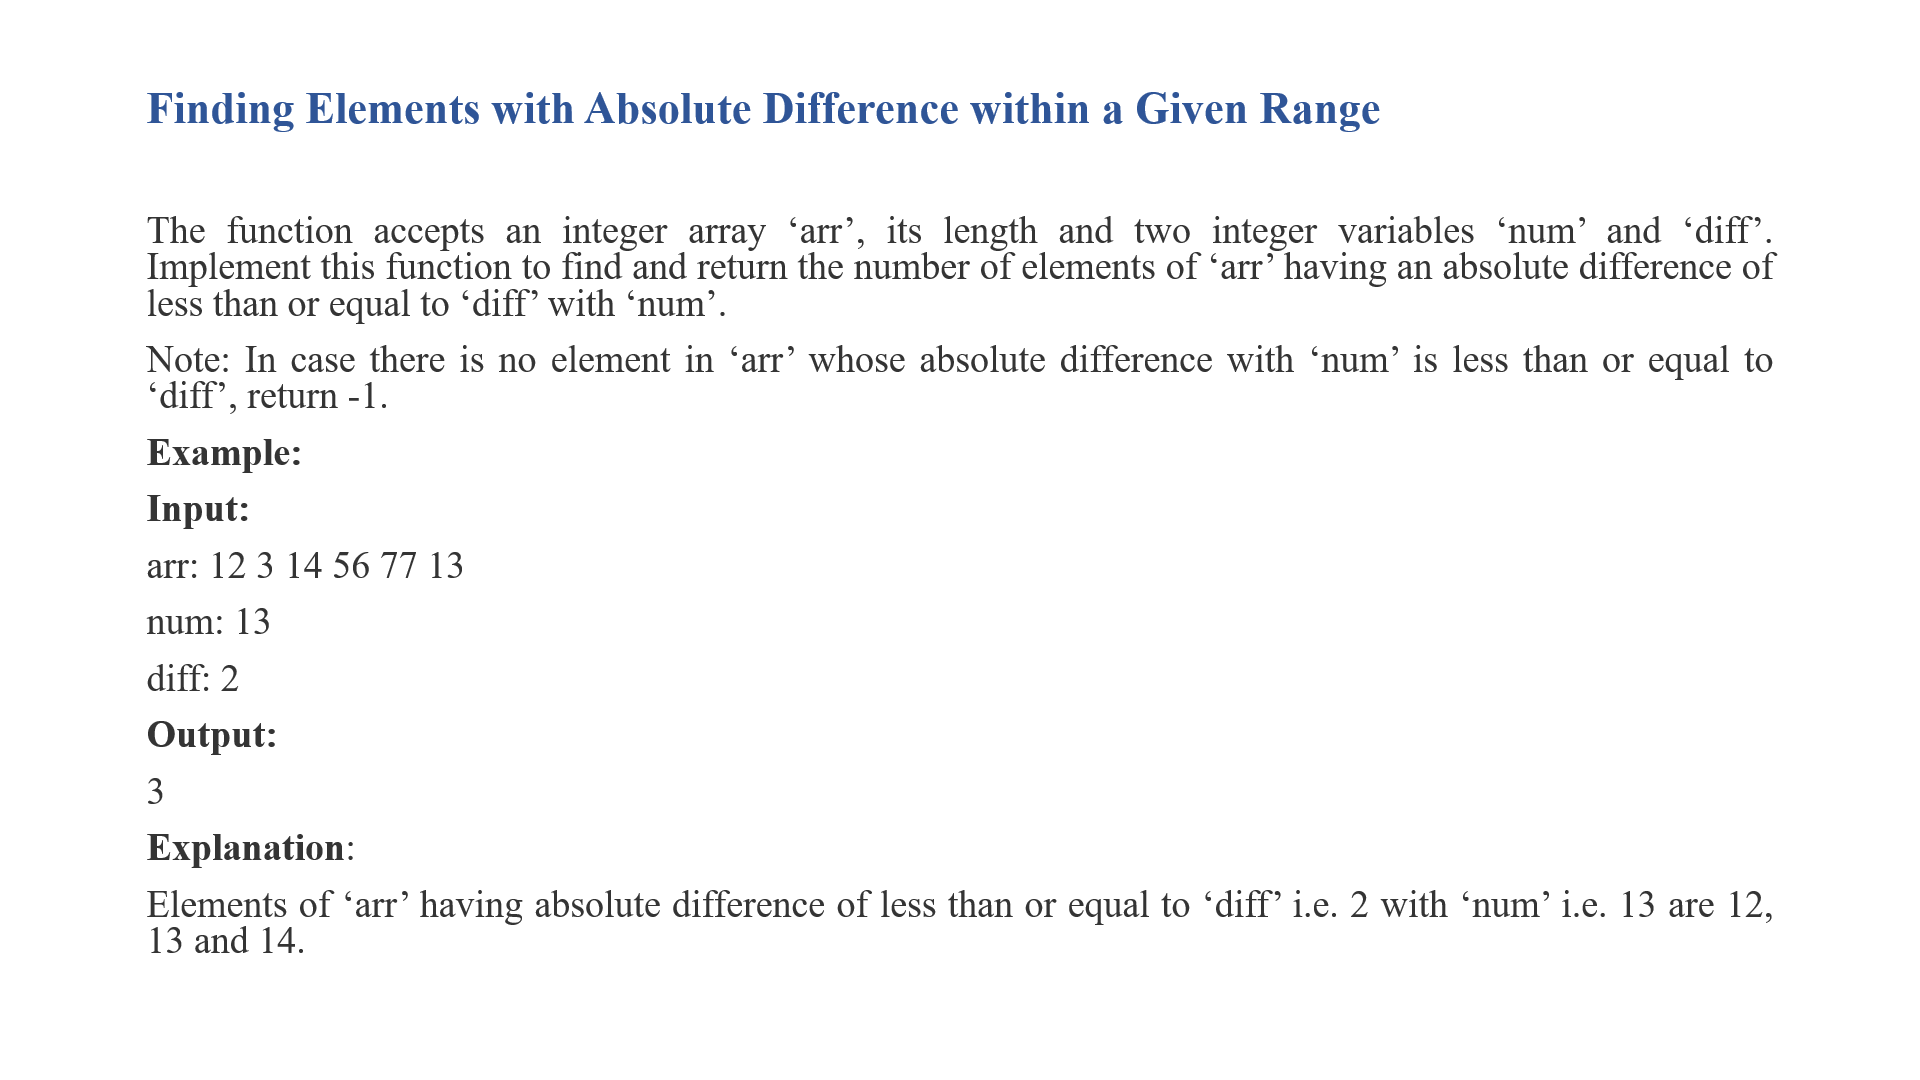 Finding Elements with Absolute Difference within a Given Range
The function accepts an integer array ‘arr’, its length and two integer variables ‘num’ and ‘diff’.
Implement this function to find and return the number of elements of ‘arr’ having an absolute difference of
less than or equal to ‘diff’ with ‘num’.
Note: In case there is no element in ‘arr’ whose absolute difference with ‘num’ is less than or equal to
‘diff’, return -1.
Example:
Input:
arr: 12 3 14 56 77 13
num: 13
diff: 2
Output:
3
Explanation:
Elements of ‘arr’ having absolute difference of less than or equal to ‘diff’ i.e. 2 with ‘num’ i.e. 13 are 12,
13 and 14.